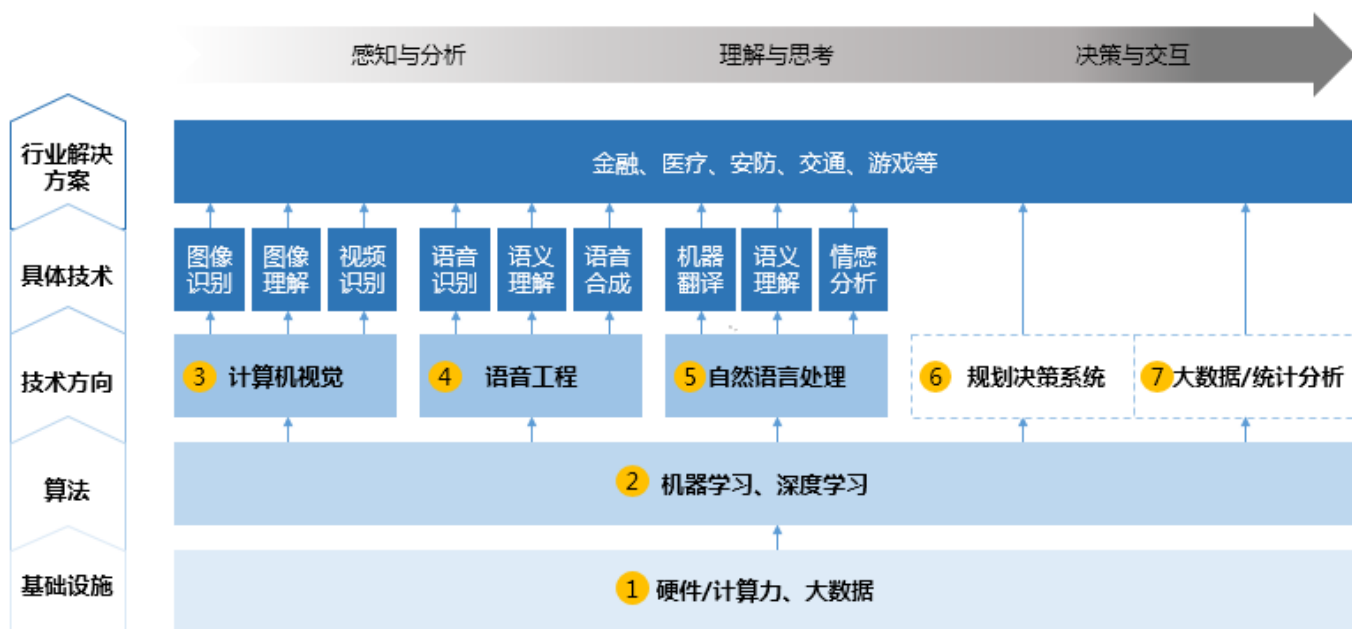 感知与分析 理解与思考 决策与交互
行业解决
方案
金融、医疗、安防、交通、游戏等
具体技术
图像
识别
图像
理解
视频
识别
语音
识别
语义
理解
语音
合成
机器
翻译
语义
理解
情感
分析
技术方向
3 计算机视觉
4 语音工程
5 自然语言处理
6 规划决策系统
7 大数据/统计分析
算法
2 机器学习、深度学习
基础设施
1 硬件/计算力、大数据